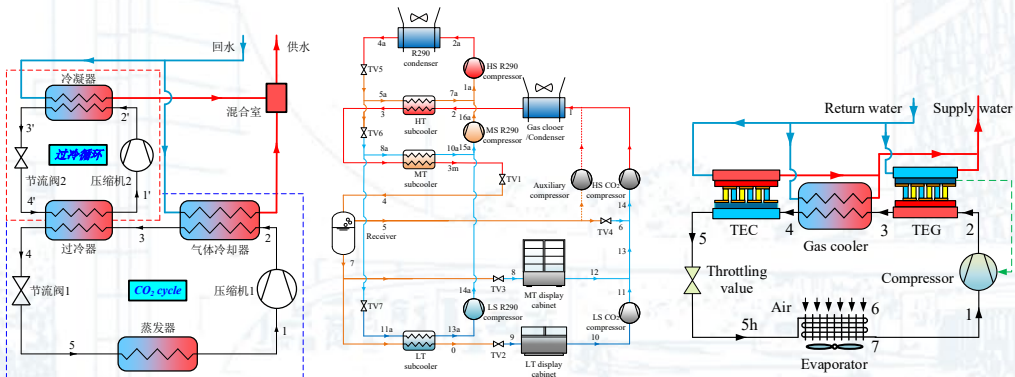 回水
供水
冷凝器
混合室
3'
2'
过冷循环
节流阀2
压缩机2
4'
1'
过冷器
3
气体冷却器
2
4
节流阀1
CO₂ cycle
压缩机1
蒸发器
5
1
4a
R290
condenser
2a
TV5
HS R290
compressor
1a
5a
7a
3
2
HT
subcooler
16a
MS R290
compressor
TV6
8a
10a
15a
MT
subcooler
3m
TV1
1
Gas clooer
/Condenser
Auxiliary
compressor
HS CO₂
compressor
4
14
Receiver
5
TV4
6
7
13
8
TV3
12
MT display
cabinet
TV7
14a
LS R290
compressor
11
LS CO₂
compressor
11a
13a
0
LT
subcooler
9
TV2
10
LT display
cabinet
Return water
Supply water
TEC
4
Gas cooler
3
TEG
2
5
Throttling
value
Compressor
Air
6
5h
7
1
Evaporator